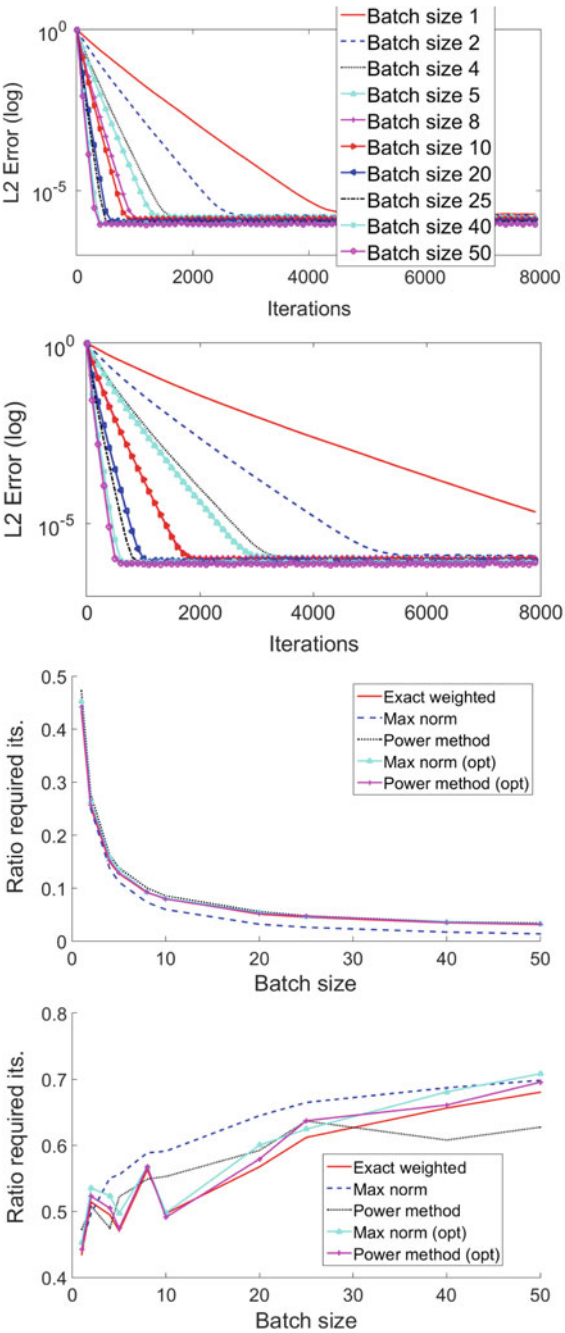 10^0
10^-5
L2 Error (log)
Batch size 1
Batch size 2
Batch size 4
Batch size 5
Batch size 8
Batch size 10
Batch size 20
Batch size 25
Batch size 40
Batch size 50
0 2000 4000 6000 8000
Iterations
10^0
10^-5
L2 Error (log)
0 2000 4000 6000 8000
Iterations
0.5
0.4
0.3
0.2
0.1
0
Ratio required its.
Exact weighted
Max norm
Power method
Max norm (opt)
Power method (opt)
0 10 20 30 40 50
Batch size
0.8
0.7
0.6
0.5
0.4
Ratio required its.
Exact weighted
Max norm
Power method
Max norm (opt)
Power method (opt)
0 10 20 30 40 50
Batch size